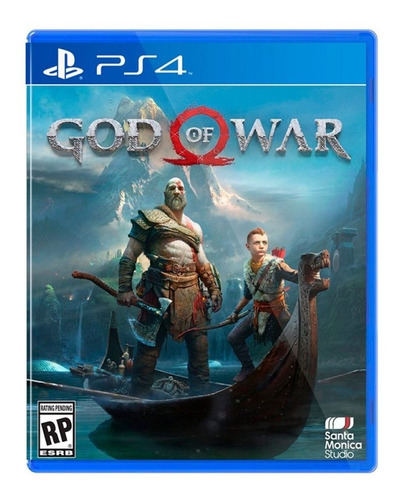 PS4
GOD OF WAR
RATING PENDING
RP
ESRB
Santa
Monica
Studio